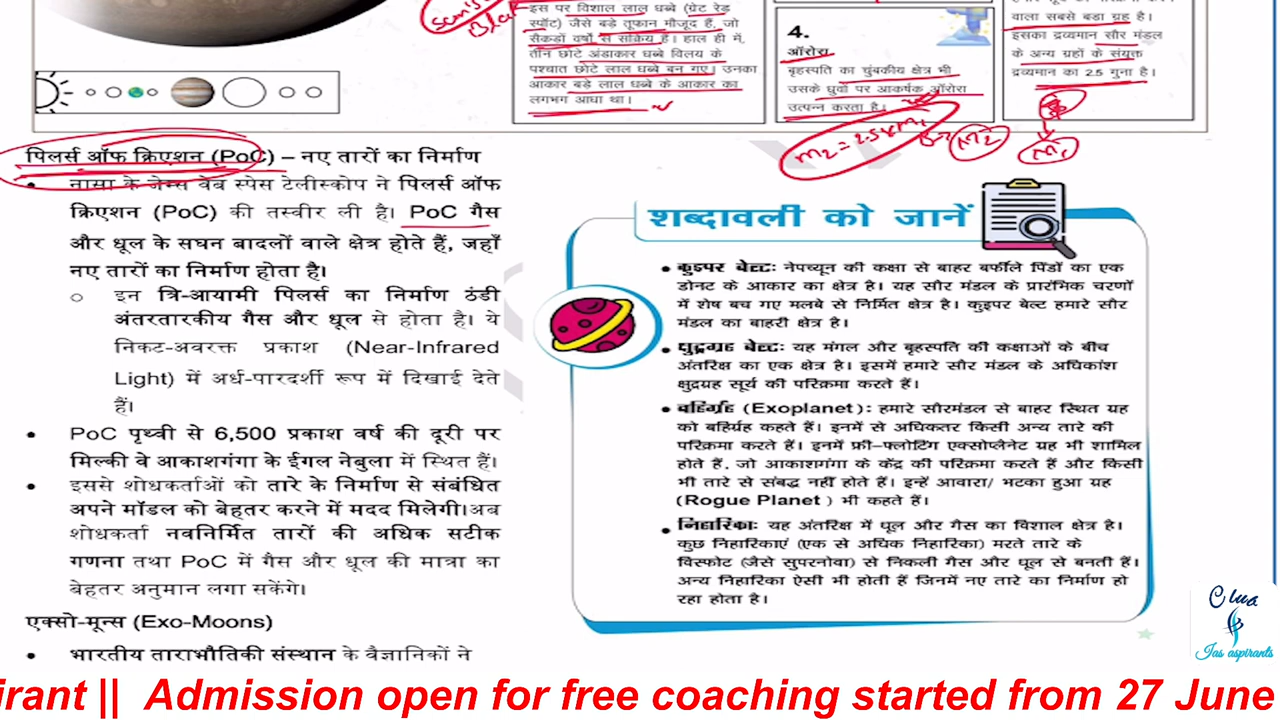 इस पर विशाल लाल धब्बे (ग्रेट रेड
स्पॉट) जैसे बड़े तूफान मौजूद हैं, जो
सैकड़ों वर्षों से सक्रिय हैं। हाल ही में,
तीन छोटे अंडाकार धब्बे विलय के
पश्चात छोटे लाल धब्बे बन गए। उनका
आकार बड़े लाल धब्बे के आकार का
लगभग आधा था।
4.
ऑरोरा
बृहस्पति का चुंबकीय क्षेत्र भी
उसके ध्रुवों पर आकर्षक ऑरोरा
उत्पन्न करता है।
वाला सबसे बड़ा ग्रह है।
इसका द्रव्यमान सौर मंडल
के अन्य ग्रहों के संयुक्त
द्रव्यमान का 2.5 गुना है।
M2 = 2.5 x M1
M2
M1
पिलर्स ऑफ क्रिएशन (PoC) – नए तारों का निर्माण
• नासा के जेम्स वेब स्पेस टेलीस्कोप ने पिलर्स ऑफ
क्रिएशन (PoC) की तस्वीर ली है। PoC गैस
और धूल के सघन बादलों वाले क्षेत्र होते हैं, जहाँ
नए तारों का निर्माण होता है।
○ इन त्रि-आयामी पिलर्स का निर्माण ठंडी
अंतरतारकीय गैस और धूल से होता है। ये
निकट-अवरक्त प्रकाश (Near-Infrared
Light) में अर्ध-पारदर्शी रूप में दिखाई देते
हैं।
• PoC पृथ्वी से 6,500 प्रकाश वर्ष की दूरी पर
मिल्की वे आकाशगंगा के ईगल नेबुला में स्थित हैं।
• इससे शोधकर्ताओं को तारे के निर्माण से संबंधित
अपने मॉडल को बेहतर करने में मदद मिलेगी।अब
शोधकर्ता नवनिर्मित तारों की अधिक सटीक
गणना तथा PoC में गैस और धूल की मात्रा का
बेहतर अनुमान लगा सकेंगे।
एक्सो-मून्स (Exo-Moons)
• भारतीय ताराभौतिकी संस्थान के वैज्ञानिकों ने
शब्दावली को जानें
• कुइपर बेल्ट: नेपच्यून की कक्षा से बाहर बर्फीले पिंडों का एक
डोनट के आकार का क्षेत्र है। यह सौर मंडल के प्रारंभिक चरणों
में शेष बच गए मलबे से निर्मित क्षेत्र है। कुइपर बेल्ट हमारे सौर
मंडल का बाहरी क्षेत्र है।
• क्षुद्रग्रह बेल्ट: यह मंगल और बृहस्पति की कक्षाओं के बीच
अंतरिक्ष का एक क्षेत्र है। इसमें हमारे सौर मंडल के अधिकांश
क्षुद्रग्रह सूर्य की परिक्रमा करते हैं।
• बहिर्ग्रह (Exoplanet): हमारे सौरमंडल से बाहर स्थित ग्रह
को बहिर्ग्रह कहते हैं। इनमें से अधिकतर किसी अन्य तारे की
परिक्रमा करते हैं। इनमें फ्री-फ्लोटिंग एक्सोप्लैनेट ग्रह भी शामिल
होते हैं, जो आकाशगंगा के केंद्र की परिक्रमा करते हैं और किसी
भी तारे से संबद्ध नहीं होते हैं। इन्हें आवारा/ भटका हुआ ग्रह
(Rogue Planet ) भी कहते हैं।
• निहारिका: यह अंतरिक्ष में धूल और गैस का विशाल क्षेत्र है।
कुछ निहारिकाएं (एक से अधिक निहारिका) मरते तारे के
विस्फोट (जैसे सुपरनोवा) से निकली गैस और धूल से बनती हैं।
अन्य निहारिका ऐसी भी होती हैं जिनमें नए तारे का निर्माण हो
रहा होता है।
Clua
Ias aspirants
irant || Admission open for free coaching started from 27 June